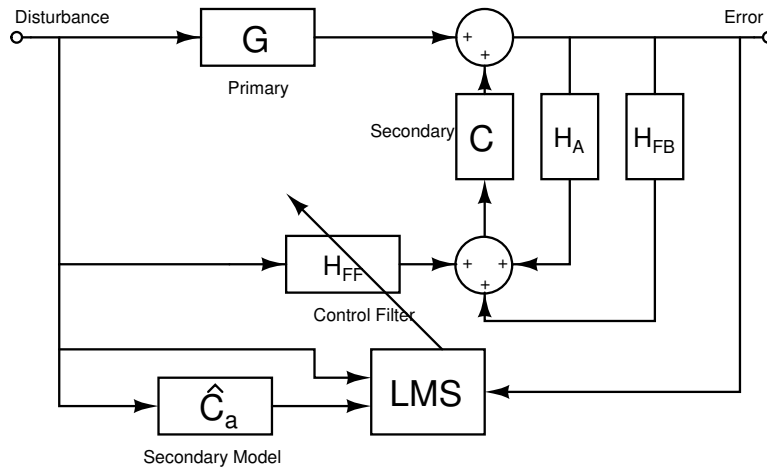 Disturbance
Error
G
+
+
Primary
Secondary
C
H_A
H_FB
H_FF
+
+
+
Control Filter
LMS
Ĉ_a
Secondary Model